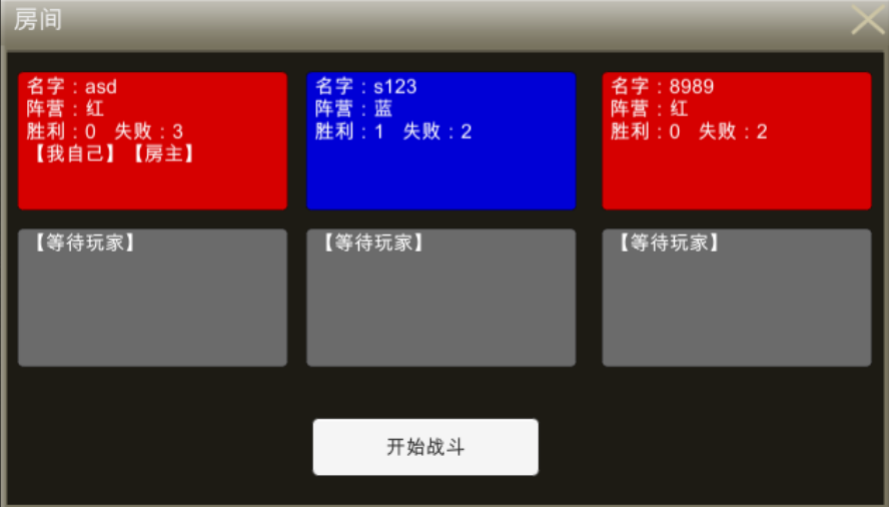 房间
名字：asd
阵营：红
胜利：0 失败：3
【我自己】【房主】
名字：s123
阵营：蓝
胜利：1 失败：2
名字：8989
阵营：红
胜利：0 失败：2
【等待玩家】
【等待玩家】
【等待玩家】
开始战斗